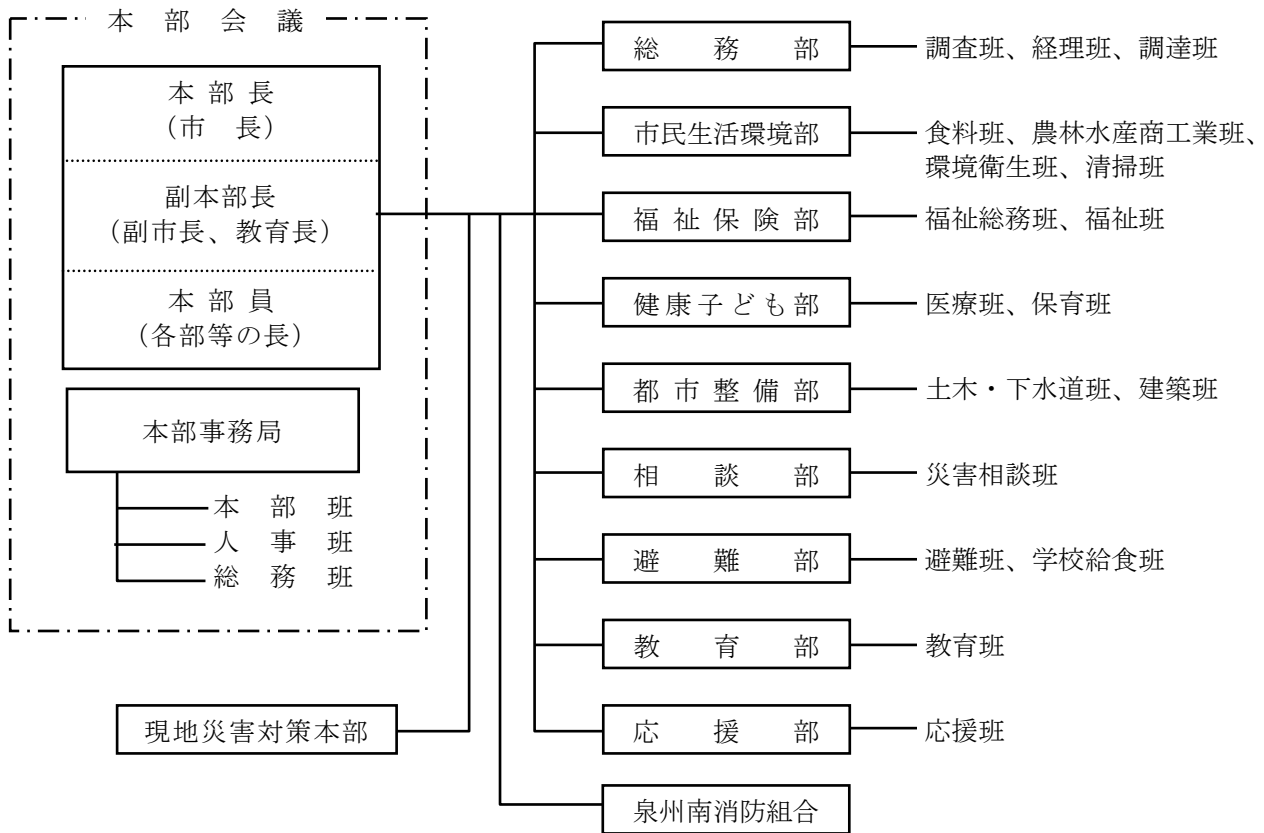 本部会議
本部長
（市　長）
副本部長
（副市長、教育長）
本部員
（各部等の長）
本部事務局
本部班
人事班
総務班
現地災害対策本部
総務部
調査班、経理班、調達班
市民生活環境部
食料班、農林水産商工業班、
環境衛生班、清掃班
福祉保険部
福祉総務班、福祉班
健康子ども部
医療班、保育班
都市整備部
土木・下水道班、建築班
相談部
災害相談班
避難部
避難班、学校給食班
教育部
教育班
応援部
応援班
泉州南消防組合